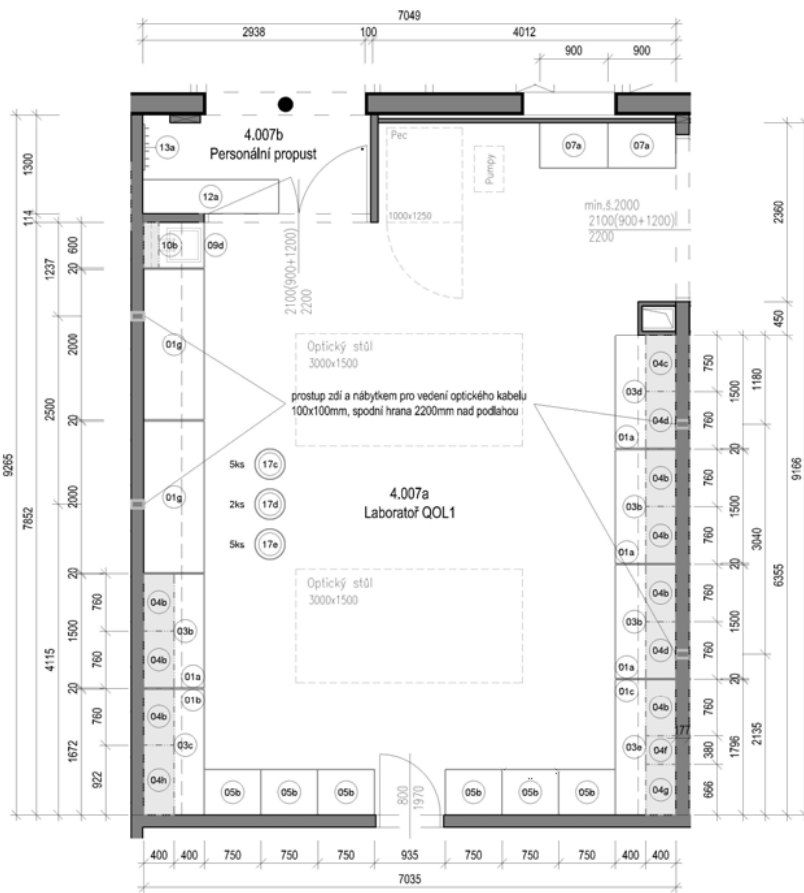 7049
2938
100
4012
900
900
4.007b
Personální propust
13a
12a
Pec
1000x1250
Pumpy
07a
07a
min.š.2000
2100(900+1200)
2200
10b
09d
2100(900+1200)
2200
1300
114
600
20
1237
2000
2500
20
2000
9265
7852
20
760
1500
760
4115
20
760
1672
922
01g
01g
Optický stůl
3000x1500
prostup zdí a nábytkem pro vedení optického kabelu
100x100mm, spodní hrana 2200mm nad podlahou
5ks
17c
2ks
17d
5ks
17e
4.007a
Laboratoř QOL1
Optický stůl
3000x1500
04b
03b
04b
01a
01b
04b
03c
04h
04c
03d
04d
01a
04b
03b
04b
01a
04b
03b
04d
01a
01c
04b
177
03e
04f
04g
2360
450
750
1180
1500
760
20
760
9166
1500
3040
760
20
6355
760
1500
760
20
760
2135
1796
380
666
05b
05b
05b
800
1970
05b
05b
05b
400
400
750
750
750
935
750
750
750
400
400
7035